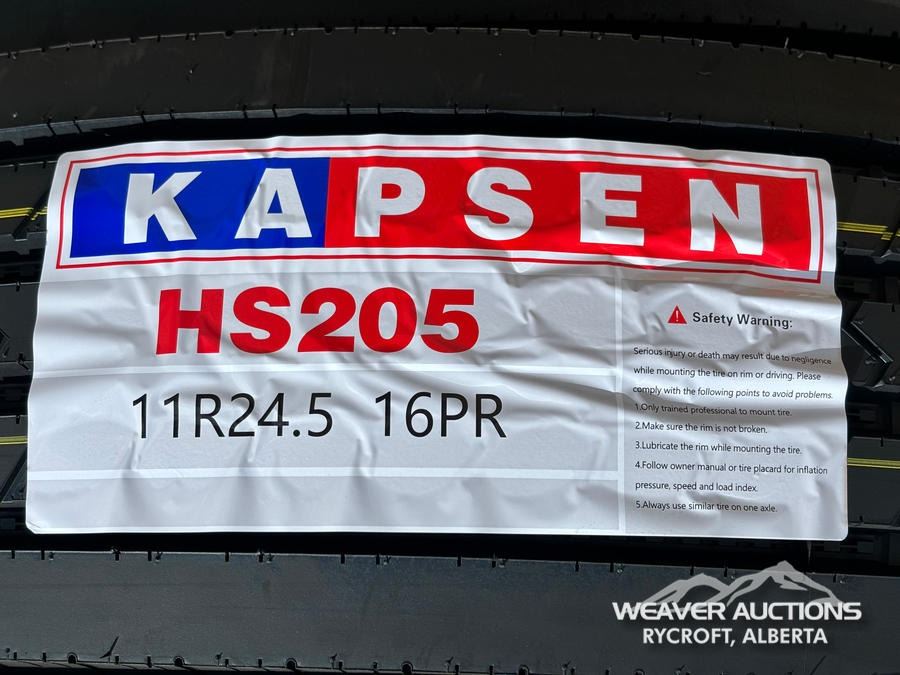 KAPSEN
HS205
11R24.5 16PR
Safety Warning:
Serious injury or death may result due to negligence
while mounting the tire on rim or driving. Please
comply with the following points to avoid problems.
1.Only trained professional to mount tire.
2.Make sure the rim is not broken.
3.Lubricate the rim while mounting the tire.
4.Follow owner manual or tire placard for inflation
pressure, speed and load index.
5.Always use similar tire on one axle.
WEAVER AUCTIONS
RYCROFT, ALBERTA